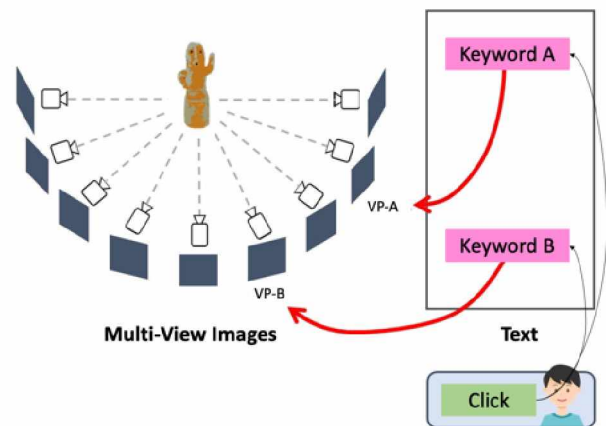 Keyword A
VP-A
Keyword B
VP-B
Multi-View Images
Text
Click